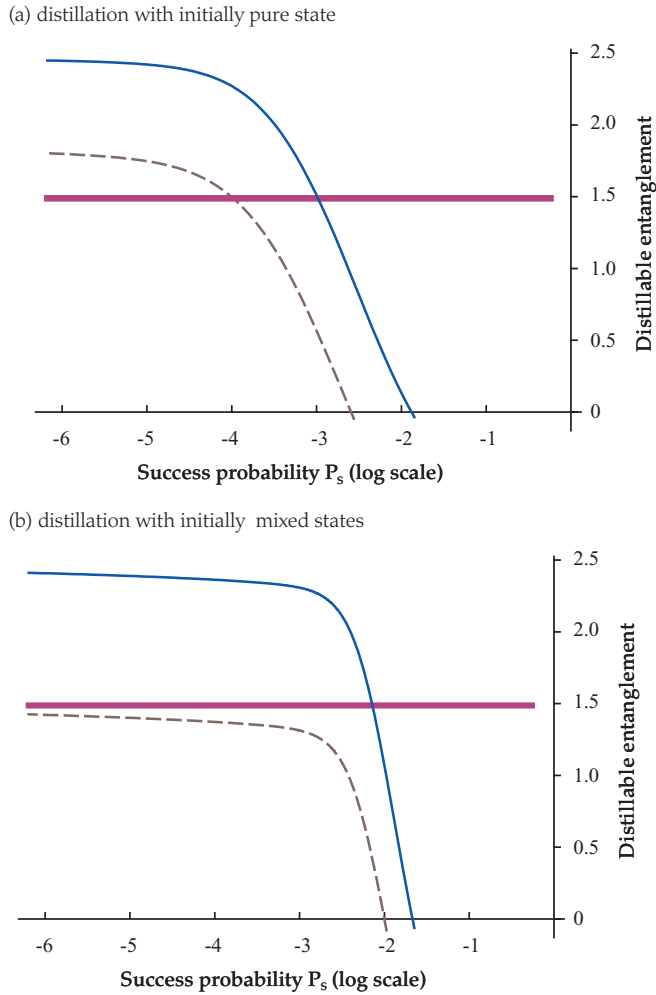 (a) distillation with initially pure state
2.5
2.0
1.5
1.0
0.5
0
Distillable entanglement
-6 -5 -4 -3 -2 -1
Success probability Ps (log scale)
(b) distillation with initially mixed states
2.5
2.0
1.5
1.0
0.5
0
Distillable entanglement
-6 -5 -4 -3 -2 -1
Success probability Ps (log scale)